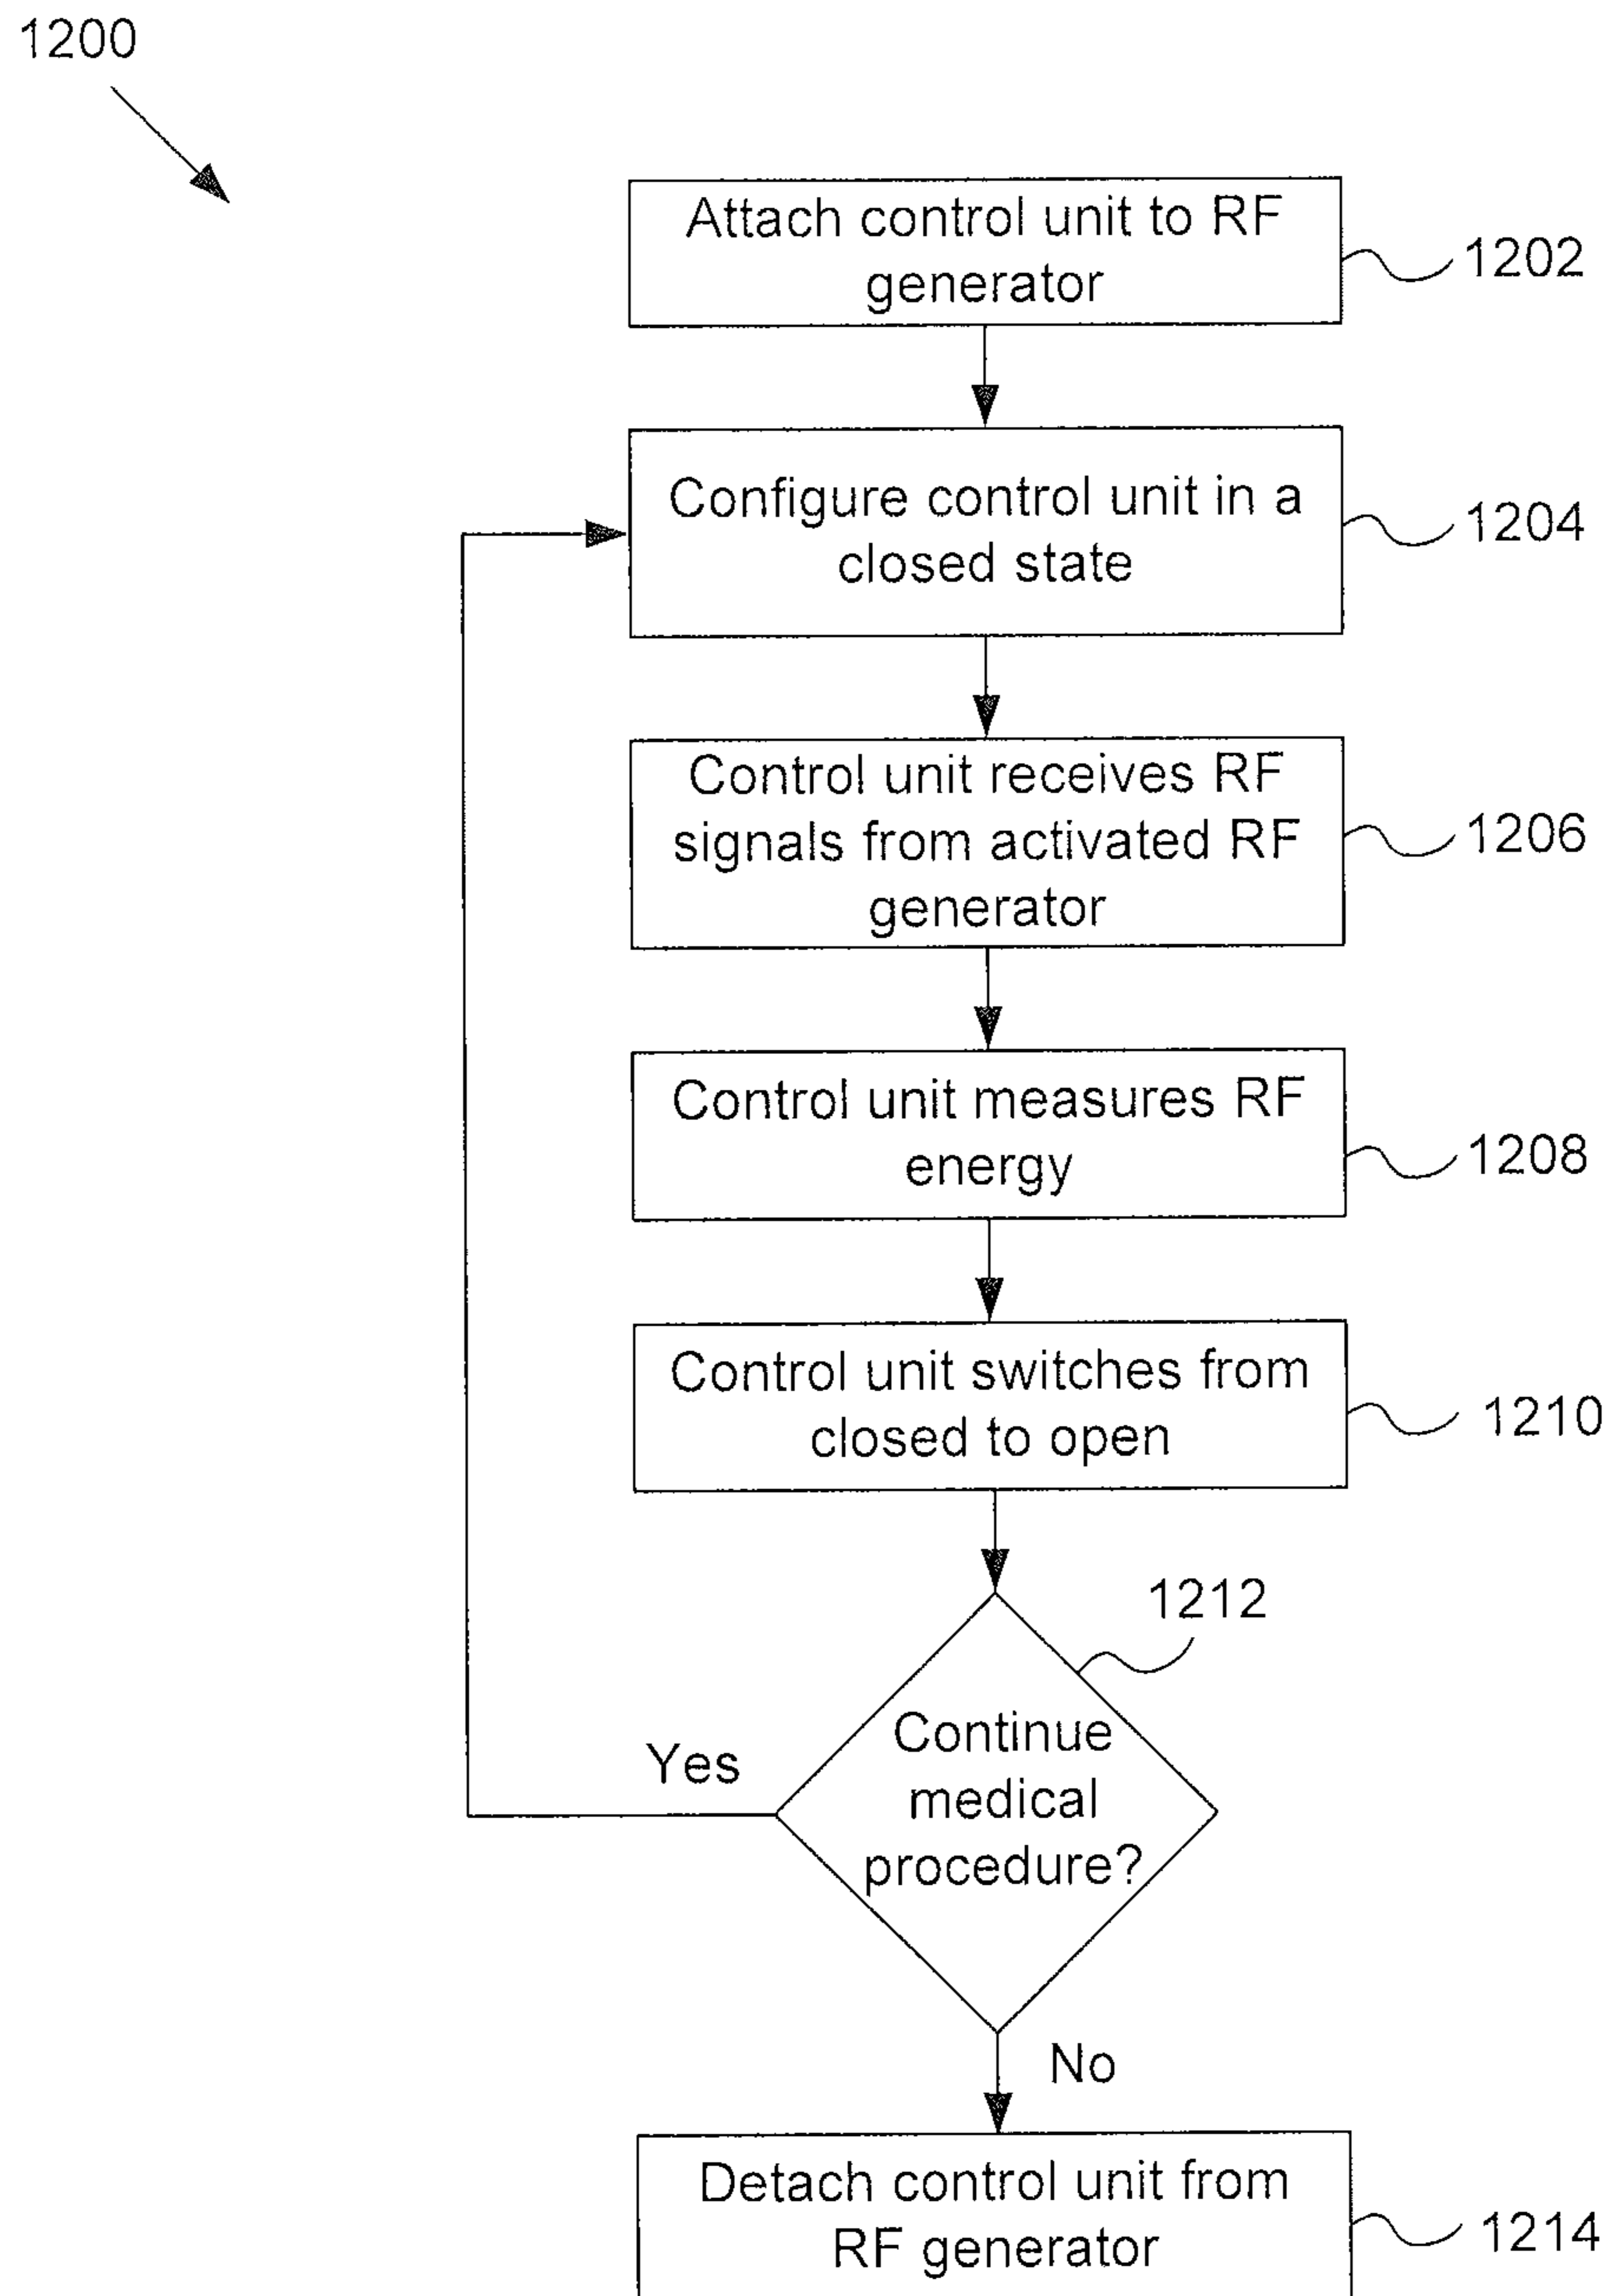 1200
Attach control unit to RF
generator
1202
Configure control unit in a
closed state
1204
Control unit receives RF
signals from activated RF
generator
1206
Control unit measures RF
energy
1208
Control unit switches from
closed to open
1210
1212
Continue
medical
procedure?
Yes
No
Detach control unit from
RF generator
1214